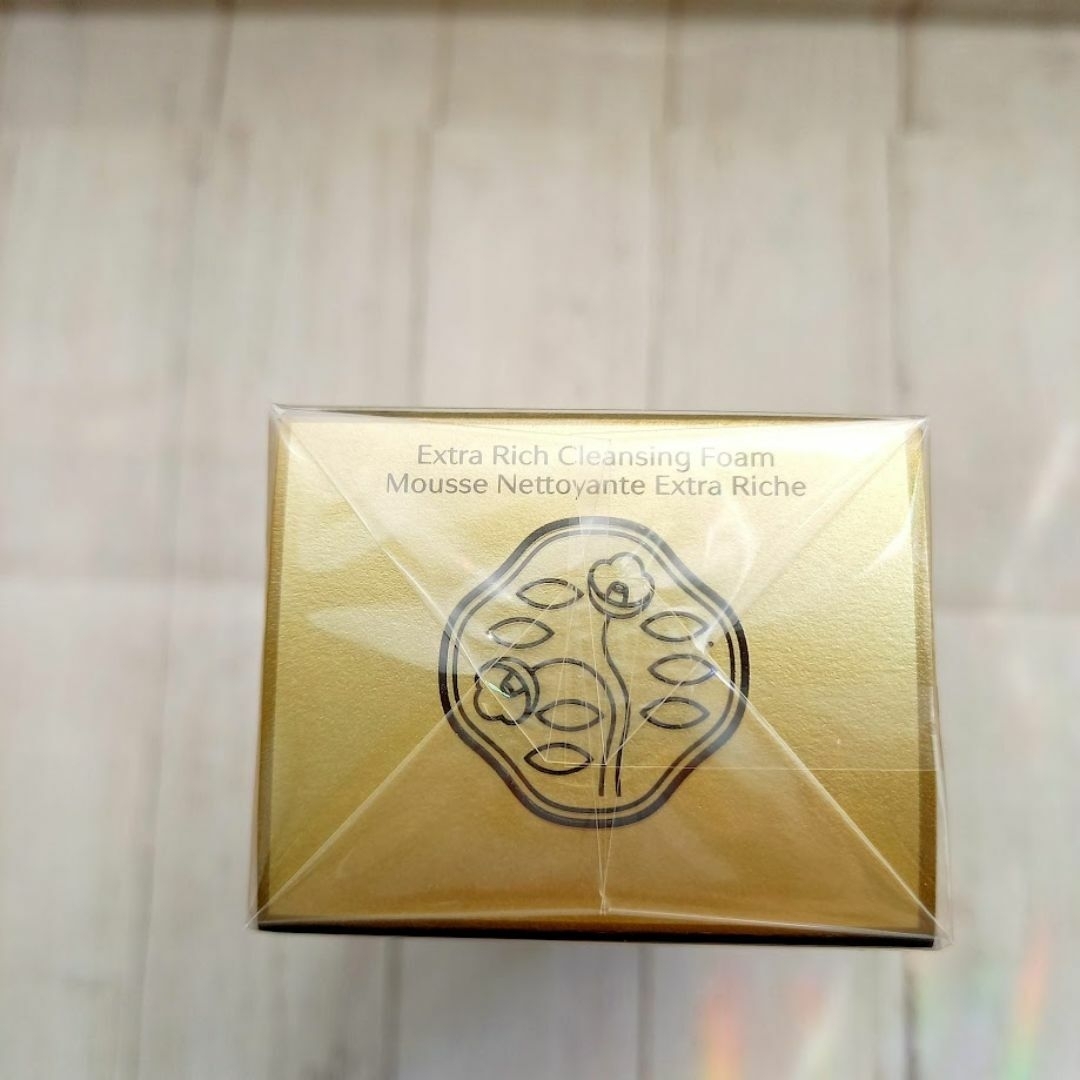 Extra Rich Cleansing Foam
Mousse Nettoyante Extra Riche